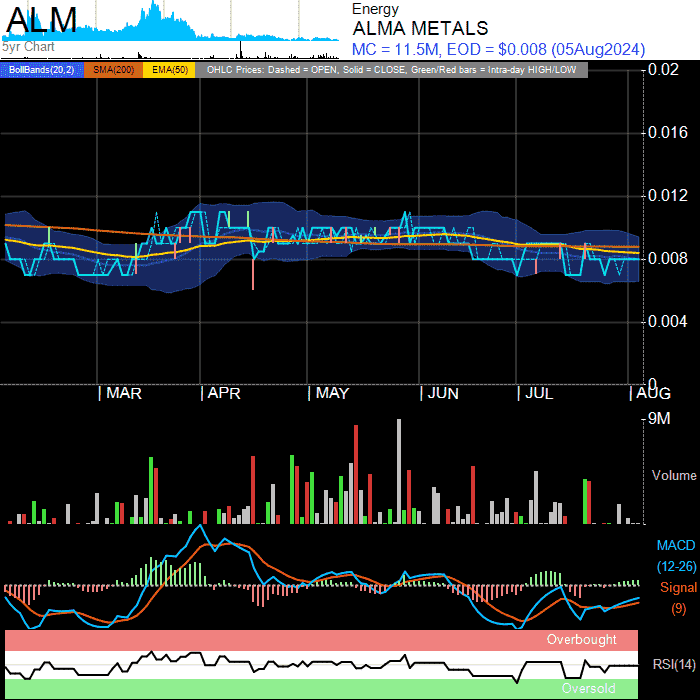 ALM
5yr Chart
Energy
ALMA METALS
MC = 11.5M, EOD = $0.008 (05Aug2024)
BollBands(20,2) SMA(200) EMA(50) OHLC Prices: Dashed = OPEN, Solid = CLOSE, Green/Red bars = Intra-day HIGH/LOW
0.02
0.016
0.012
0.008
0.004
0
| MAR | APR | MAY | JUN | JUL | AUG
9M
Volume
MACD
(12-26)
Signal
(9)
Overbought
RSI(14)
Oversold